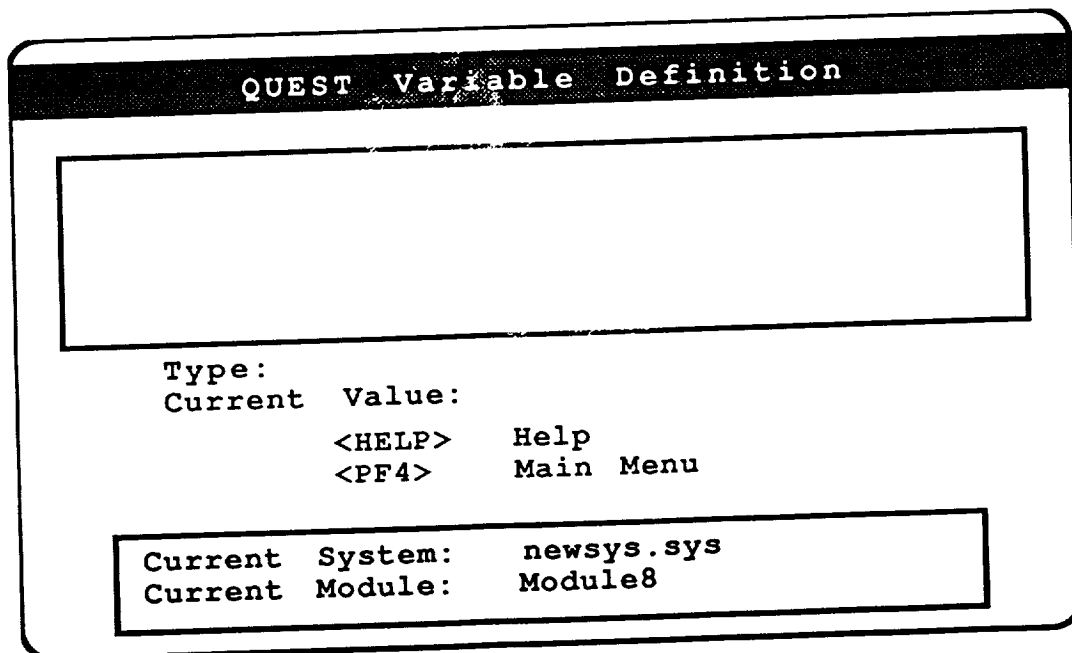 QUEST Variable Definition
Type:
Current Value:
<HELP> Help
<PF4> Main Menu
Current System: newsys.sys
Current Module: Module8